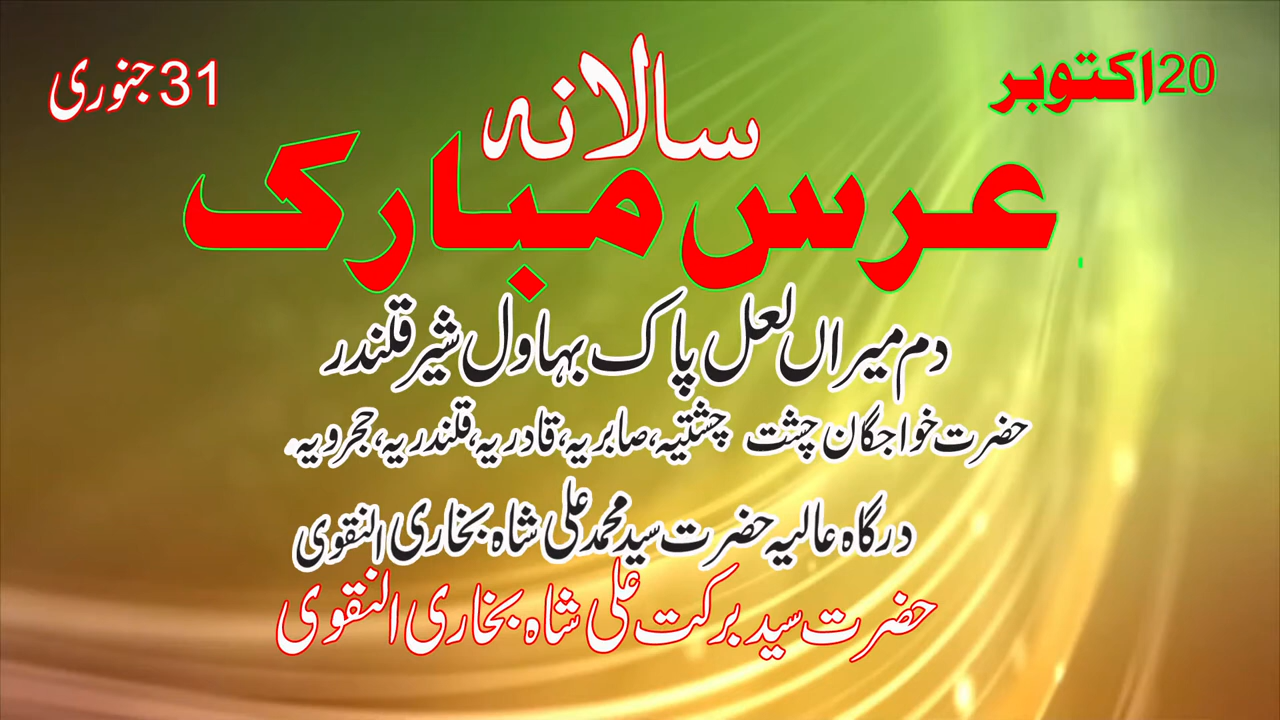 20 اکتوبر
31 جنوری
سالانہ
عرس مبارک
دم میراں لعل پاک بہاول شیر قلندر
حضرت خواجگان چشت چشتیہ، صابریہ، قادریہ، قلندریہ، حجرویہ
درگاہ عالیہ حضرت سید محمد علی شاہ بخاری النقوی
حضرت سید برکت علی شاہ بخاری النقوی